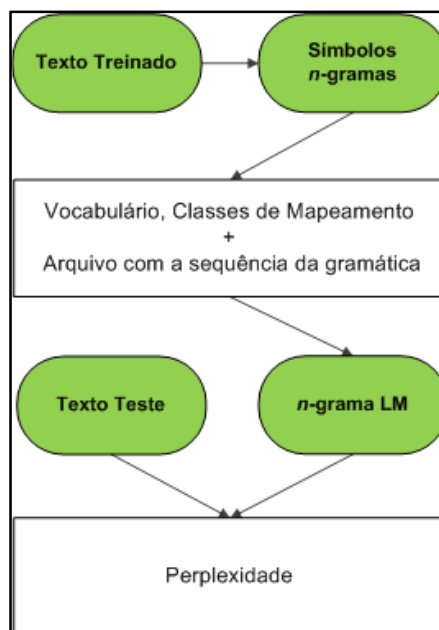 Texto Treinado
Símbolos
n-gramas
Vocabulário, Classes de Mapeamento
+
Arquivo com a sequência da gramática
Texto Teste
n-grama LM
Perplexidade